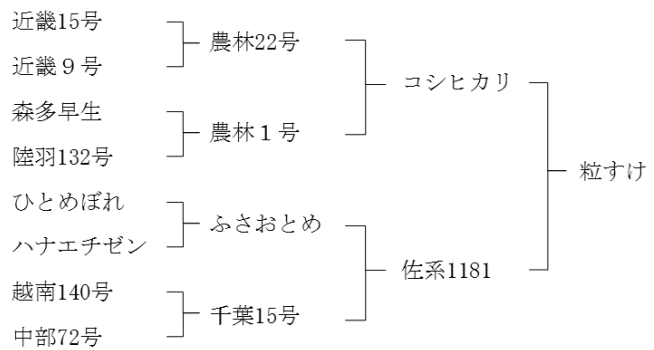 近畿15号
近畿９号
農林22号
森多早生
陸羽132号
農林１号
コシヒカリ
ひとめぼれ
ハナエチゼン
ふさおとめ
越南140号
中部72号
千葉15号
佐系1181
粒すけ